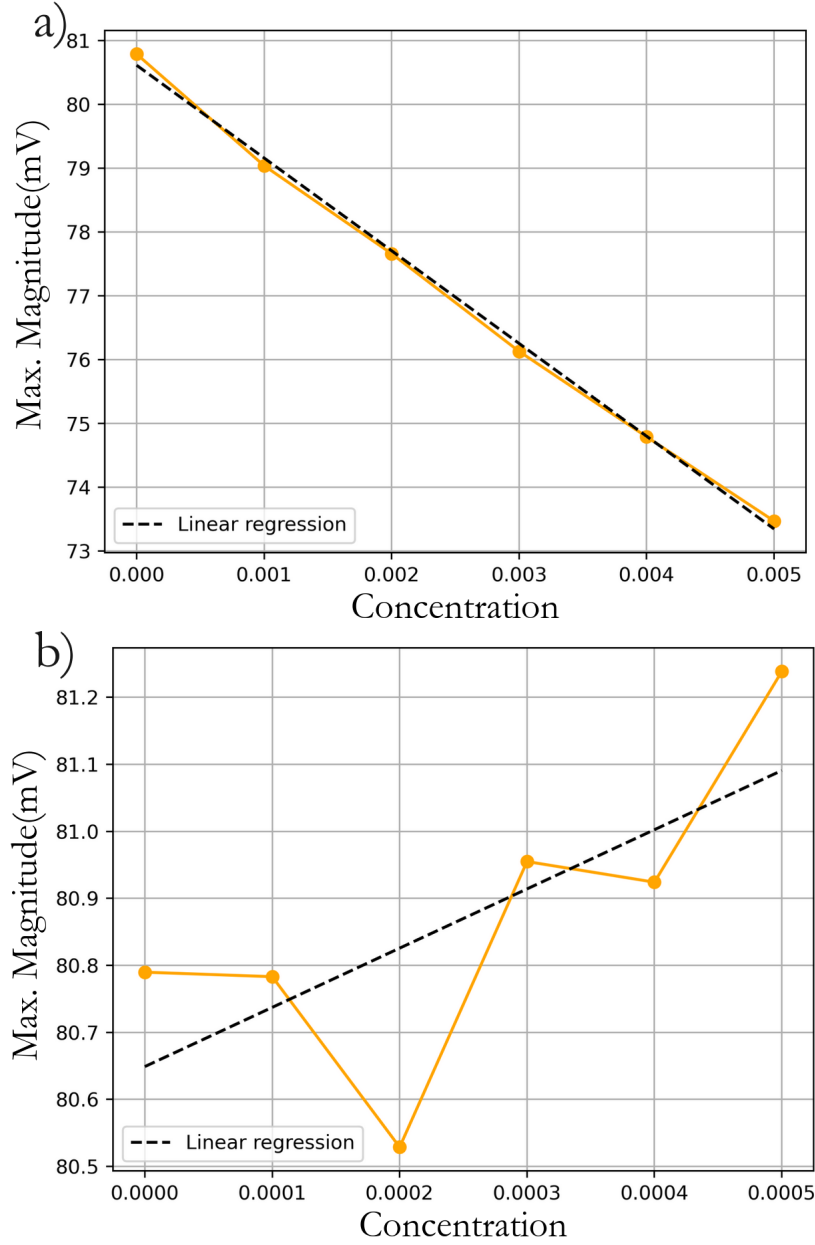 a)
81
80
79
78
77
76
75
74
73
Max. Magnitude(mV)
Linear regression
0.000 0.001 0.002 0.003 0.004 0.005
Concentration
b)
81.2
81.1
81.0
80.9
80.8
80.7
80.6
80.5
Max. Magnitude(mV)
Linear regression
0.0000 0.0001 0.0002 0.0003 0.0004 0.0005
Concentration